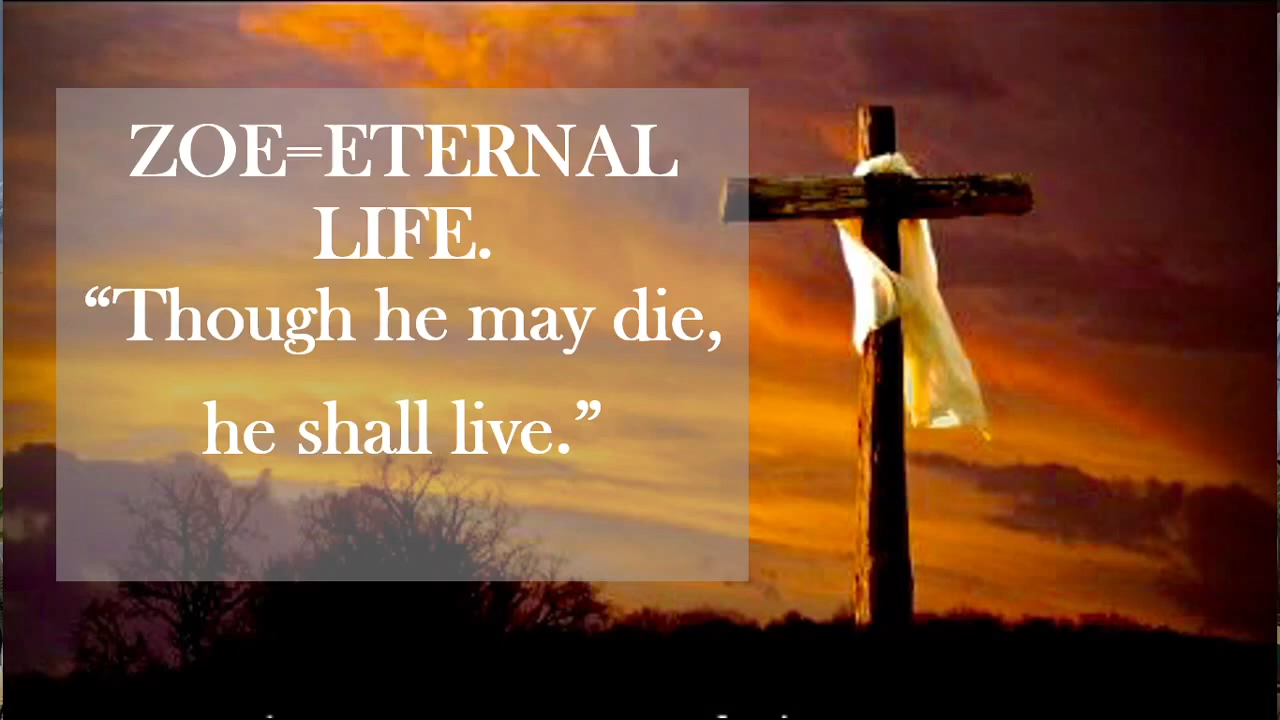 ZOE=ETERNAL
LIFE.
“Though he may die,
he shall live.”